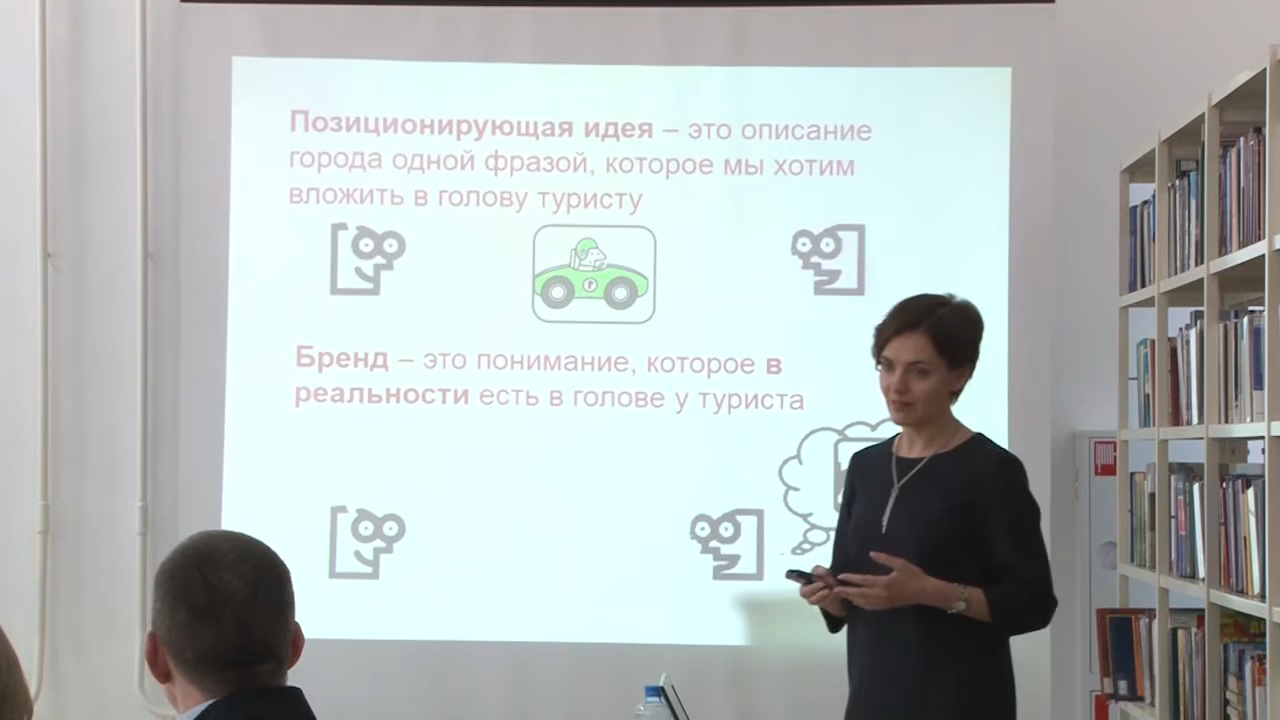 Позиционирующая идея – это описание
города одной фразой, которое мы хотим
вложить в голову туристу
Бренд – это понимание, которое в
реальности есть в голове у туриста